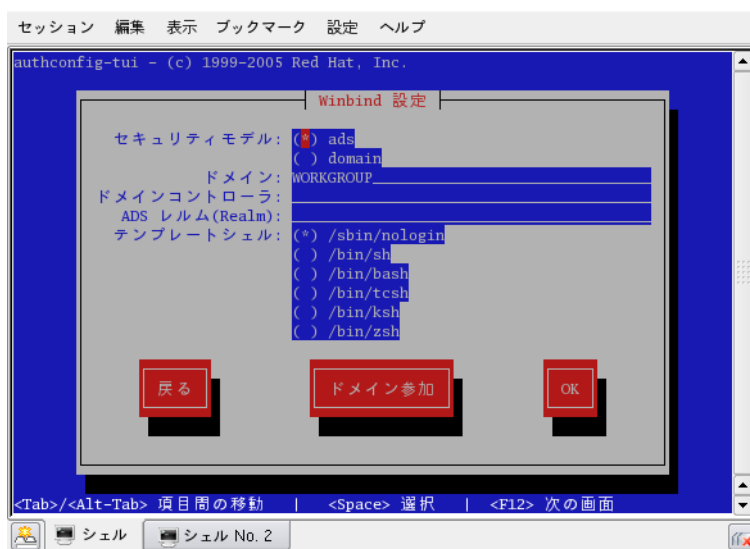 セッション 編集 表示 ブックマーク 設定 ヘルプ
authconfig-tui - (c) 1999-2005 Red Hat, Inc.
Winbind 設定
セキュリティモデル: (*) ads
( ) domain
ドメイン: WORKGROUP
ドメインコントローラ:
ADS レルム(Realm):
テンプレートシェル: (*) /sbin/nologin
( ) /bin/sh
( ) /bin/bash
( ) /bin/tcsh
( ) /bin/ksh
( ) /bin/zsh
戻る ドメイン参加 OK
<Tab>/<Alt-Tab> 項目間の移動 | <Space> 選択 | <F12> 次の画面
シェル シェル No. 2